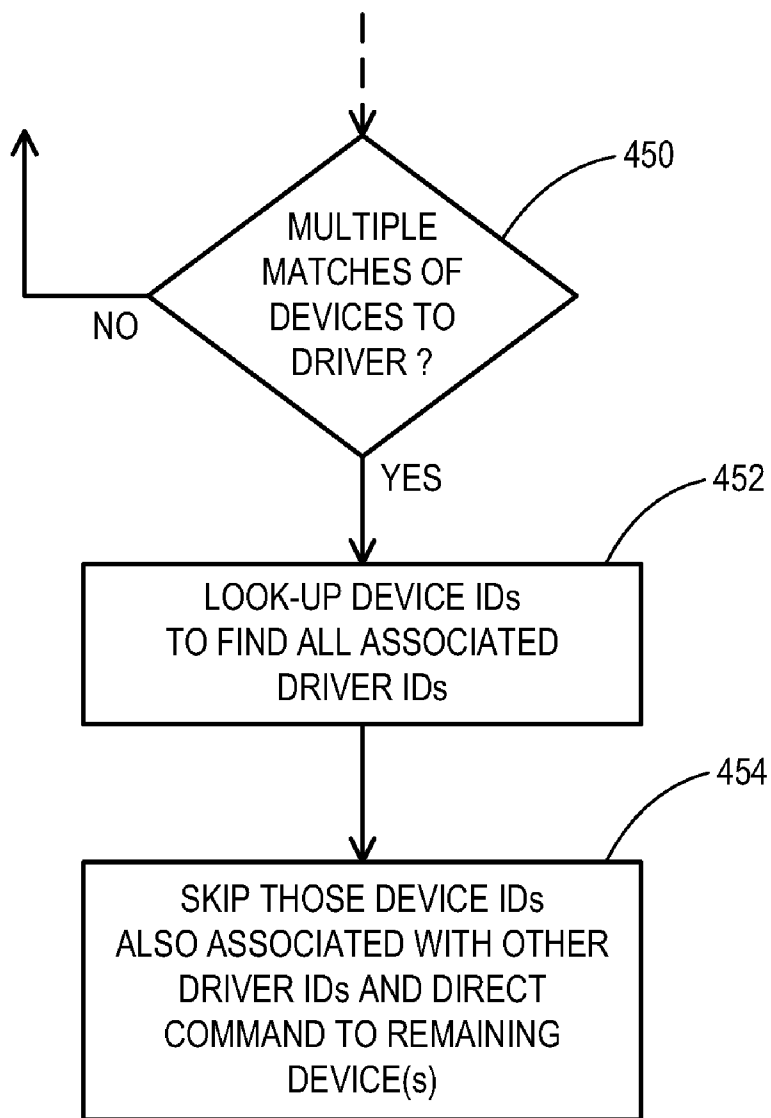 450
MULTIPLE
MATCHES OF
DEVICES TO
DRIVER ?
NO
YES
452
LOOK-UP DEVICE IDs
TO FIND ALL ASSOCIATED
DRIVER IDs
454
SKIP THOSE DEVICE IDs
ALSO ASSOCIATED WITH OTHER
DRIVER IDs AND DIRECT
COMMAND TO REMAINING
DEVICE(s)